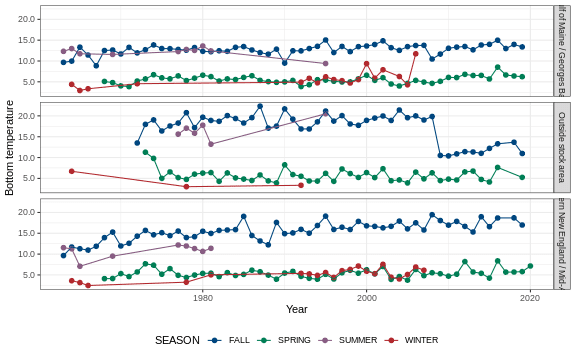 Bottom temperature
20.0
15.0
10.0
5.0
lf of Maine / Georges B
20.0
15.0
10.0
5.0
Outside stock area
20.0
15.0
10.0
5.0
rn New England / Mid-
1980
2000
2020
Year
SEASON FALL SPRING SUMMER WINTER